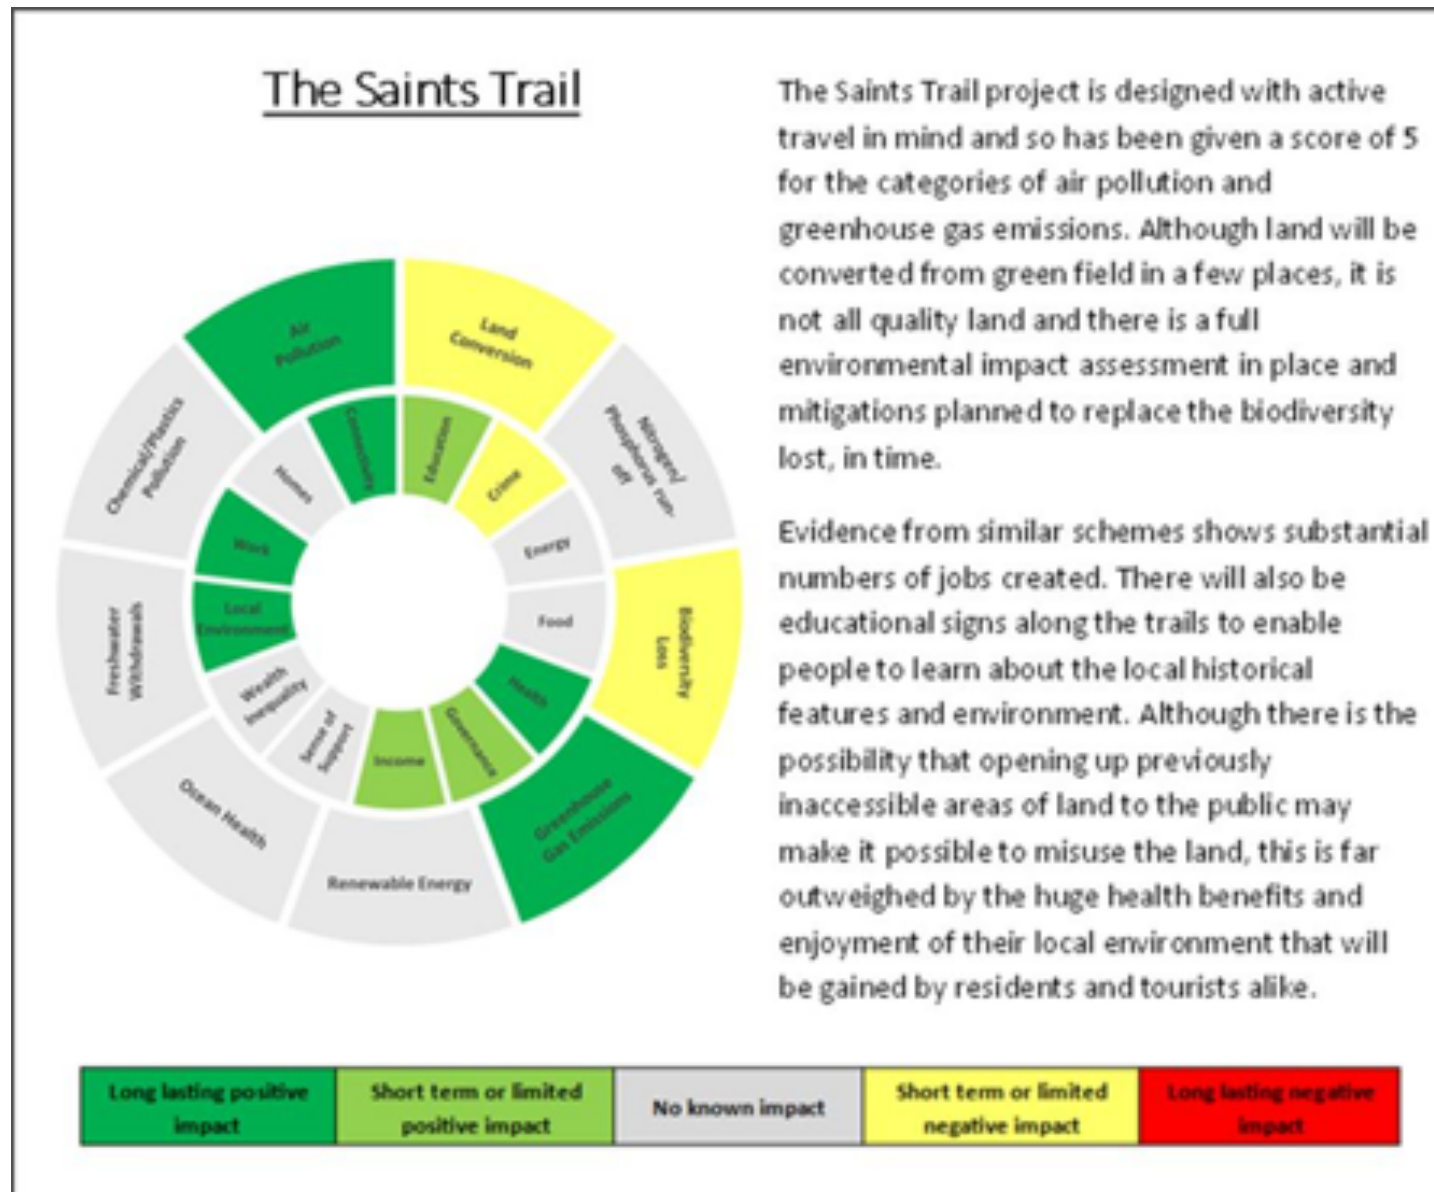 The Saints Trail
Air
Pollution
Land
Conversion
Nitrogen/
Phosphorus run-
off
Biodiversity
Loss
Greenhouse
Gas Emissions
Renewable Energy
Ocean Health
Freshwater
Withdrawals
Chemical/Plastics
Pollution
Connectivity
Education
Crime
Energy
Food
Health
Governance
Income
Sense of
Support
Wealth
Inequality
Local
Environment
Work
Homes
The Saints Trail project is designed with active
travel in mind and so has been given a score of 5
for the categories of air pollution and
greenhouse gas emissions. Although land will be
converted from green field in a few places, it is
not all quality land and there is a full
environmental impact assessment in place and
mitigations planned to replace the biodiversity
lost, in time.
Evidence from similar schemes shows substantial
numbers of jobs created. There will also be
educational signs along the trails to enable
people to learn about the local historical
features and environment. Although there is the
possibility that opening up previously
inaccessible areas of land to the public may
make it possible to misuse the land, this is far
outweighed by the huge health benefits and
enjoyment of their local environment that will
be gained by residents and tourists alike.
Long lasting positive
impact
Short term or limited
positive impact
No known impact
Short term or limited
negative impact
Long lasting negative
impact